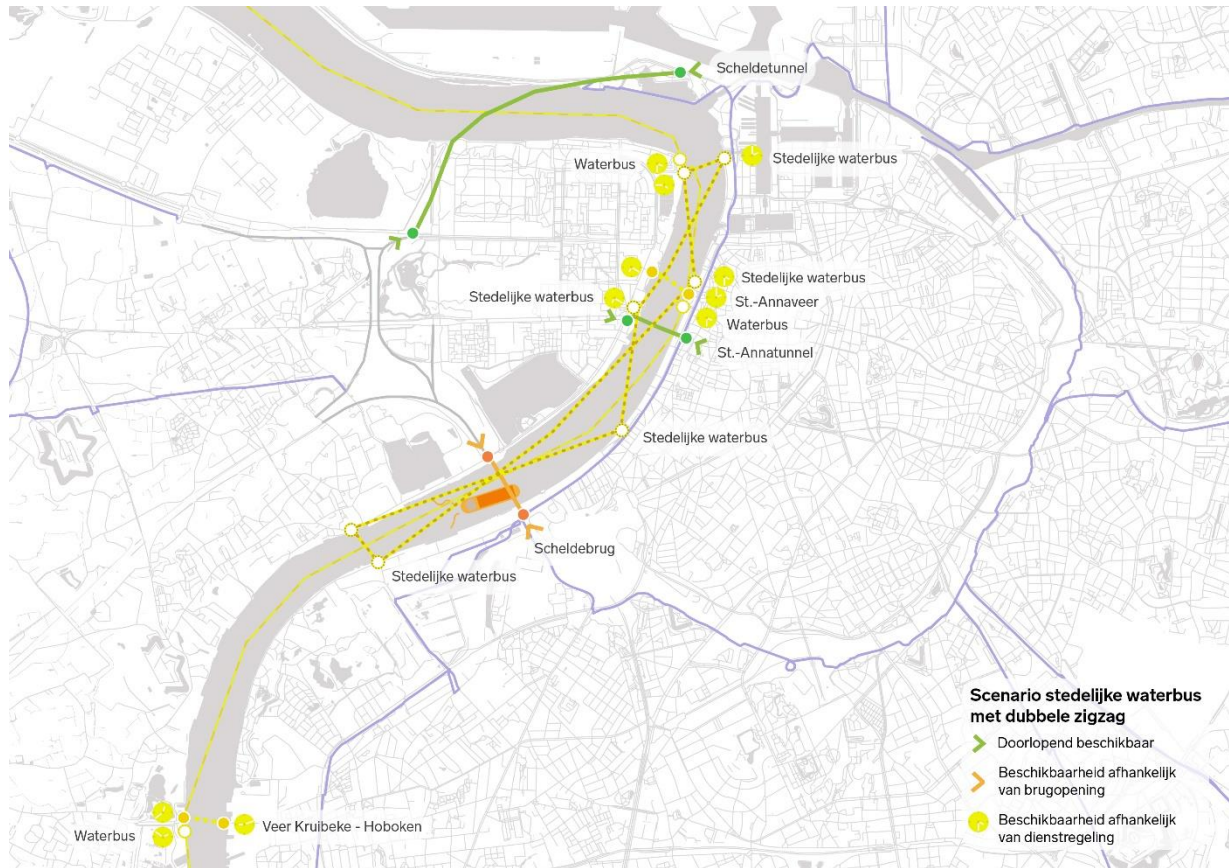 Scheldetunnel
Waterbus
Stedelijke waterbus
Stedelijke waterbus
Stedelijke waterbus
St.-Annaveer
Waterbus
St.-Annatunnel
Stedelijke waterbus
Scheldebrug
Stedelijke waterbus
Veer Kruibeke - Hoboken
Waterbus
Scenario stedelijke waterbus
met dubbele zigzag
Doorlopend beschikbaar
Beschikbaarheid afhankelijk
van brugopening
Beschikbaarheid afhankelijk
van dienstregeling